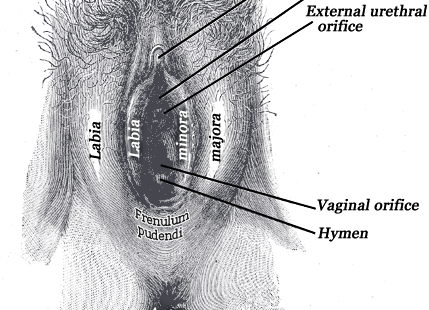 External urethral
orifice
Labia
Labia
minora
majora
Vaginal orifice
Hymen
Frenulum
pudendi